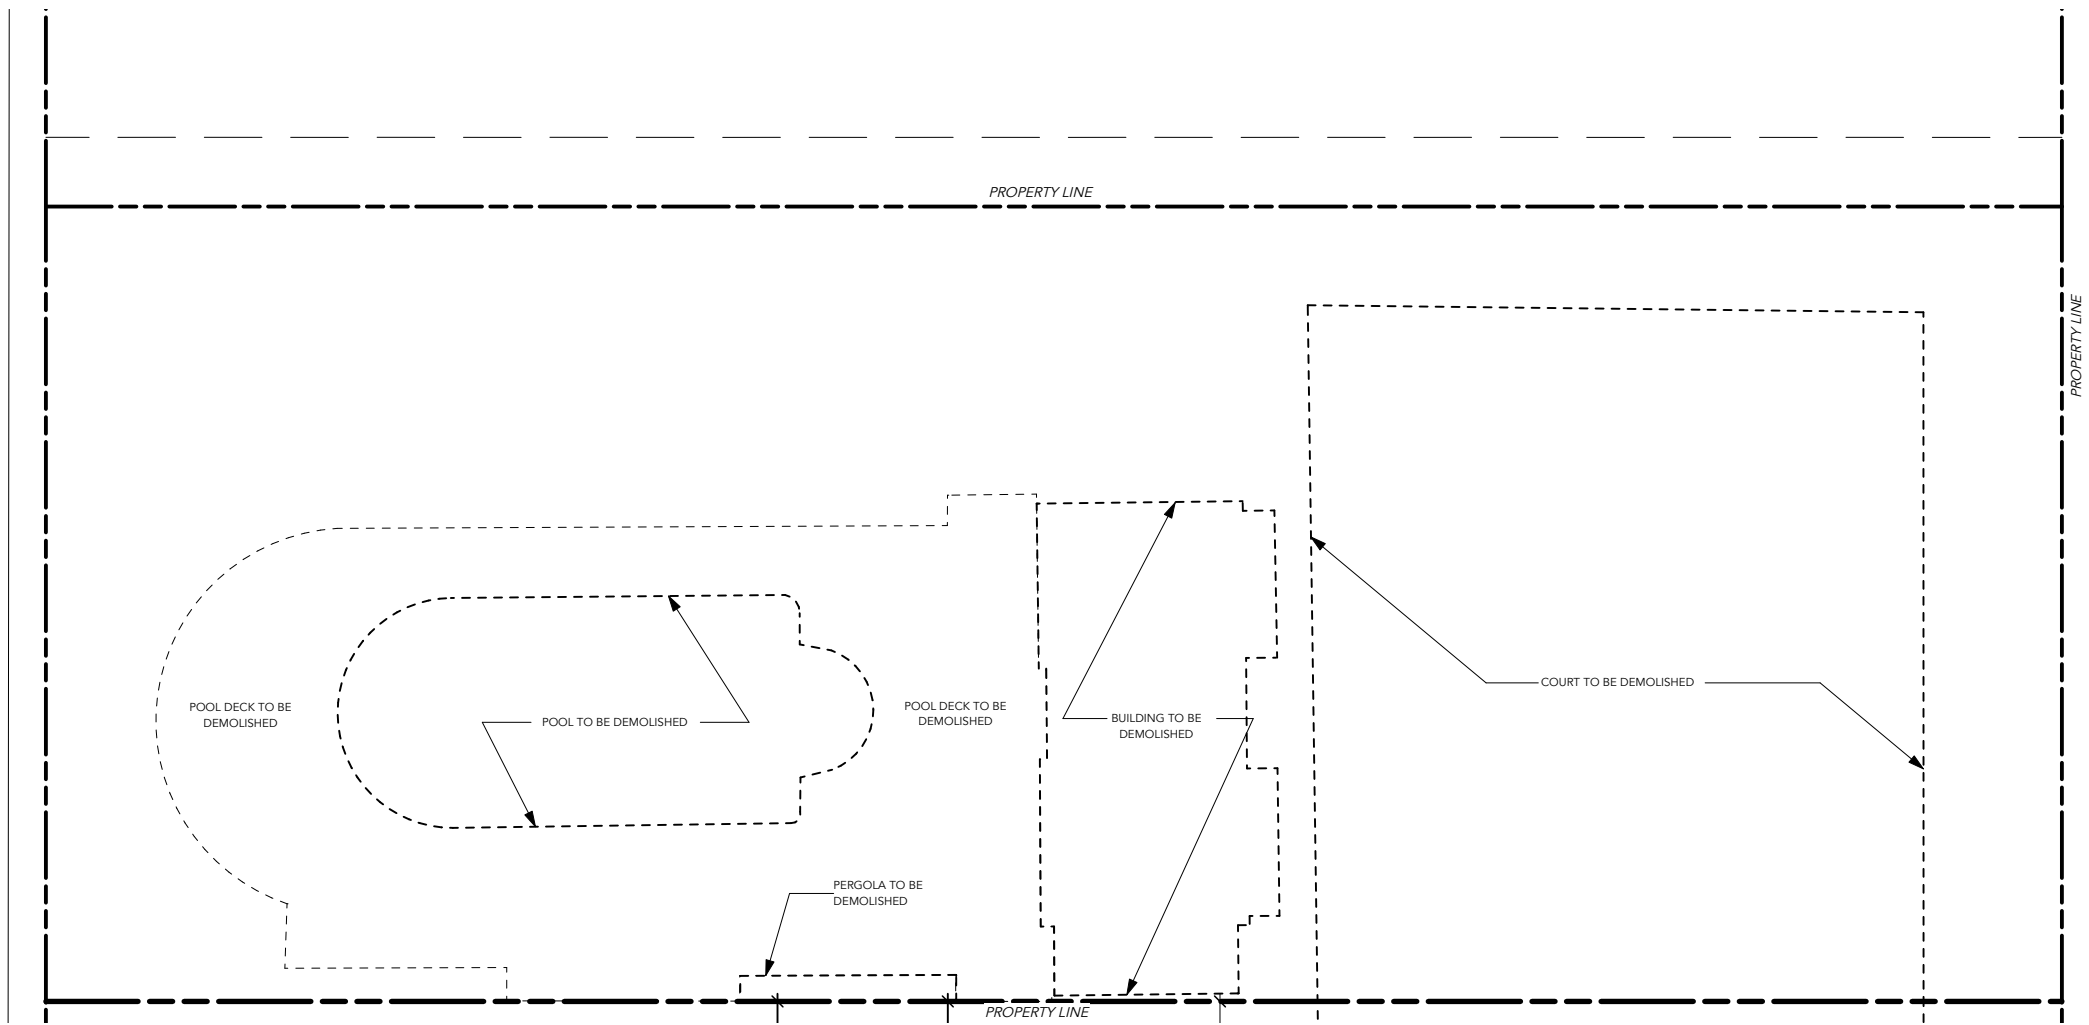 PROPERTY LINE
PROPERTY LINE
POOL DECK TO BE
DEMOLISHED
POOL TO BE DEMOLISHED
POOL DECK TO BE
DEMOLISHED
BUILDING TO BE
DEMOLISHED
COURT TO BE DEMOLISHED
PERGOLA TO BE
DEMOLISHED
PROPERTY LINE